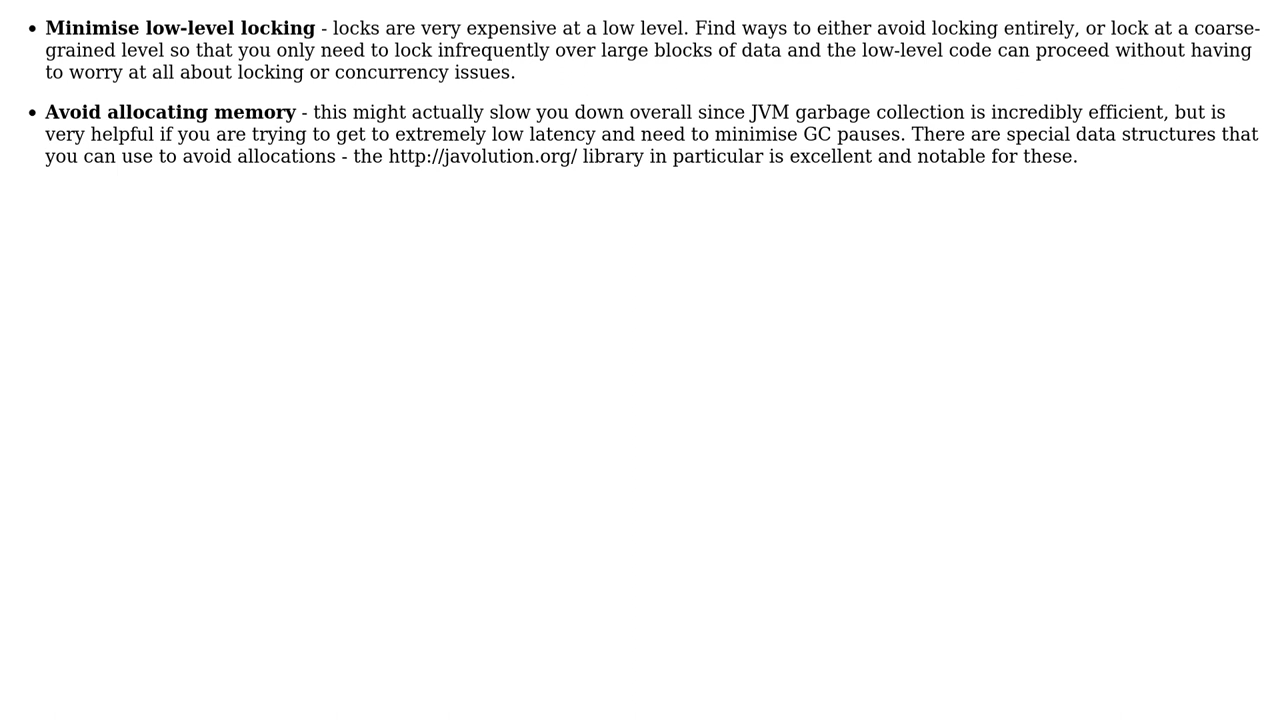 • Minimise low-level locking - locks are very expensive at a low level. Find ways to either avoid locking entirely, or lock at a coarse-
grained level so that you only need to lock infrequently over large blocks of data and the low-level code can proceed without having
to worry at all about locking or concurrency issues.
• Avoid allocating memory - this might actually slow you down overall since JVM garbage collection is incredibly efficient, but is
very helpful if you are trying to get to extremely low latency and need to minimise GC pauses. There are special data structures that
you can use to avoid allocations - the http://javolution.org/ library in particular is excellent and notable for these.